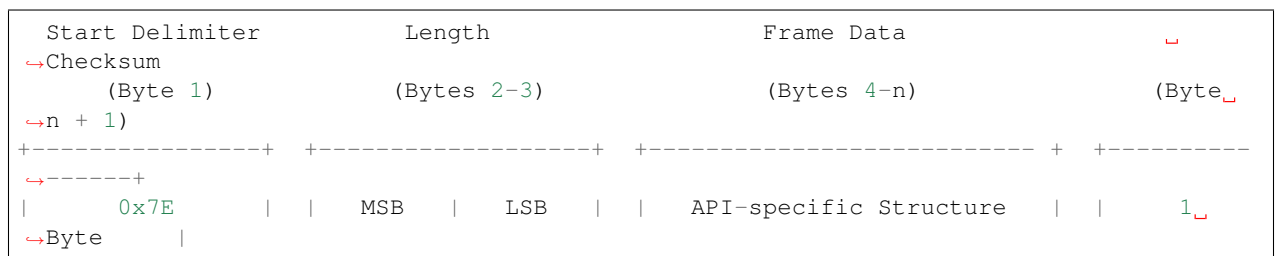 Start Delimiter          Length                   Frame Data                  ␣
↪Checksum
      (Byte 1)            (Bytes 2-3)               (Bytes 4-n)                (Byte␣
↪n + 1)
+----------------+  +-------------------+  +--------------------------- +  +----------
↪------+
|      0x7E      |  |   MSB   |   LSB   |  |   API-specific Structure   |  |     1␣
↪Byte     |